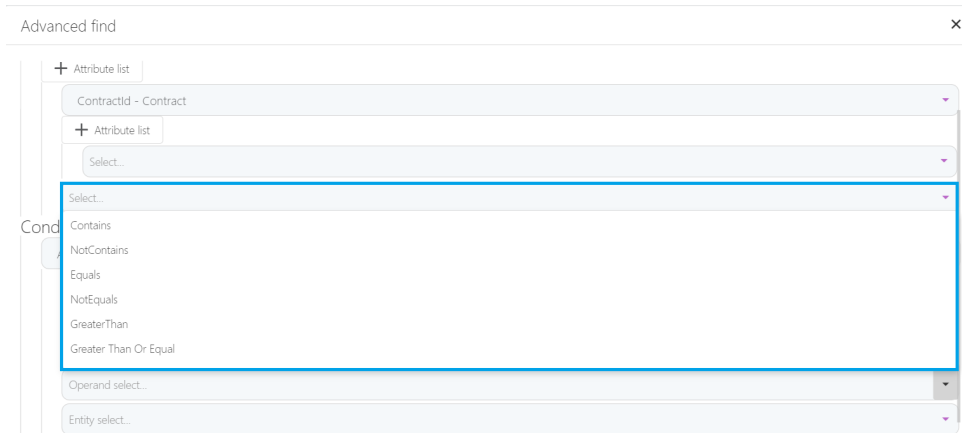 Advanced find
Attribute list
ContractId - Contract
Attribute list
Select...
Select...
Contains
Cond
NotContains
Equals
NotEquals
GreaterThan
Greater Than Or Equal
Operand select...
Entity select...